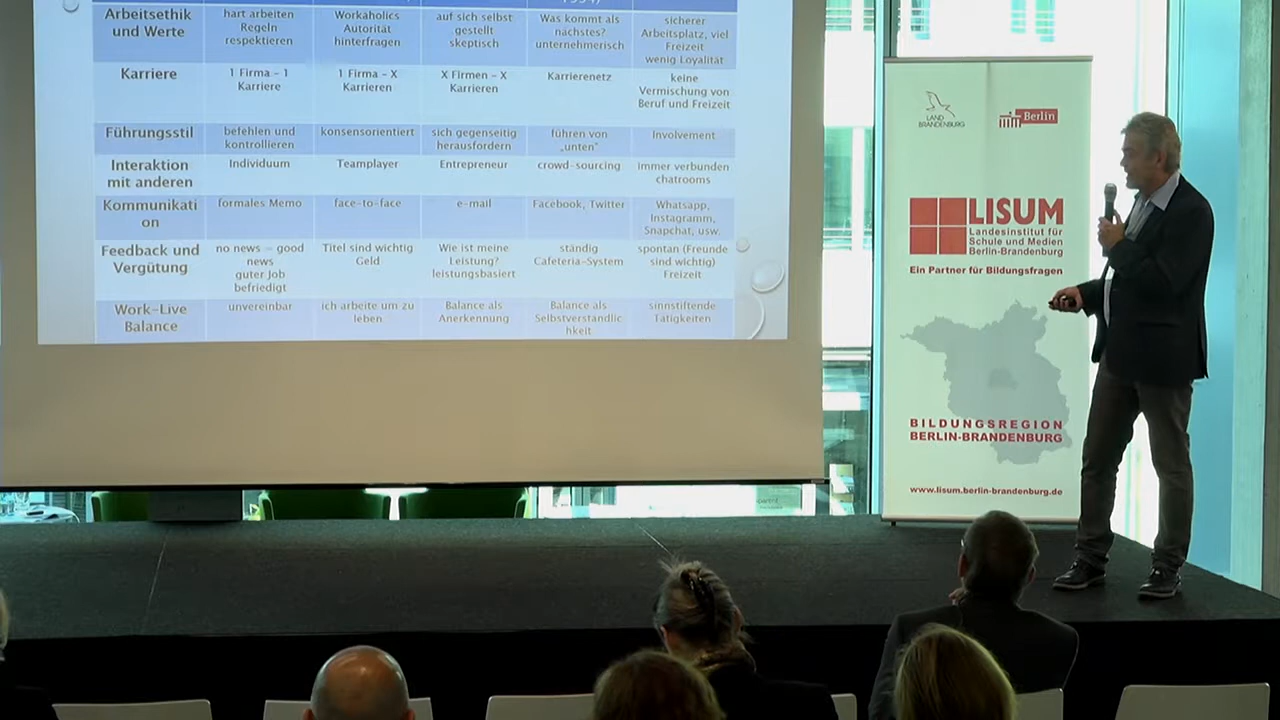 1994)
Arbeitsethik
und Werte
hart arbeiten
Regeln
respektieren
Workaholics
Autorität
hinterfragen
auf sich selbst
gestellt
skeptisch
Was kommt als
nächstes?
unternehmerisch
sicherer
Arbeitsplatz, viel
Freizeit
wenig Loyalität
Karriere
1 Firma – 1
Karriere
1 Firma – X
Karrieren
X Firmen – X
Karrieren
Karrierenetz
keine
Vermischung von
Beruf und Freizeit
Führungsstil
befehlen und
kontrollieren
konsensorientiert
sich gegenseitig
herausfordern
führen von
„unten“
Involvement
Interaktion
mit anderen
Individuum
Teamplayer
Entrepreneur
crowd-sourcing
immer verbunden
chatrooms
Kommunikati
on
formales Memo
face-to-face
e-mail
Facebook, Twitter
Whatsapp,
Instagramm,
Snapchat, usw.
Feedback und
Vergütung
no news – good
news
guter Job
befriedigt
Titel sind wichtig
Geld
Wie ist meine
Leistung?
leistungsbasiert
ständig
Cafeteria-System
spontan (Freunde
sind wichtig)
Freizeit
Work-Live
Balance
unvereinbar
ich arbeite um zu
leben
Balance als
Anerkennung
Balance als
Selbstverständlic
hkeit
sinnstiftende
Tätigkeiten
LAND
BRANDENBURG
Berlin
LISUM
Landesinstitut für
Schule und Medien
Berlin-Brandenburg
Ein Partner für Bildungsfragen
BILDUNGSREGION
BERLIN-BRANDENBURG
www.lisum.berlin-brandenburg.de